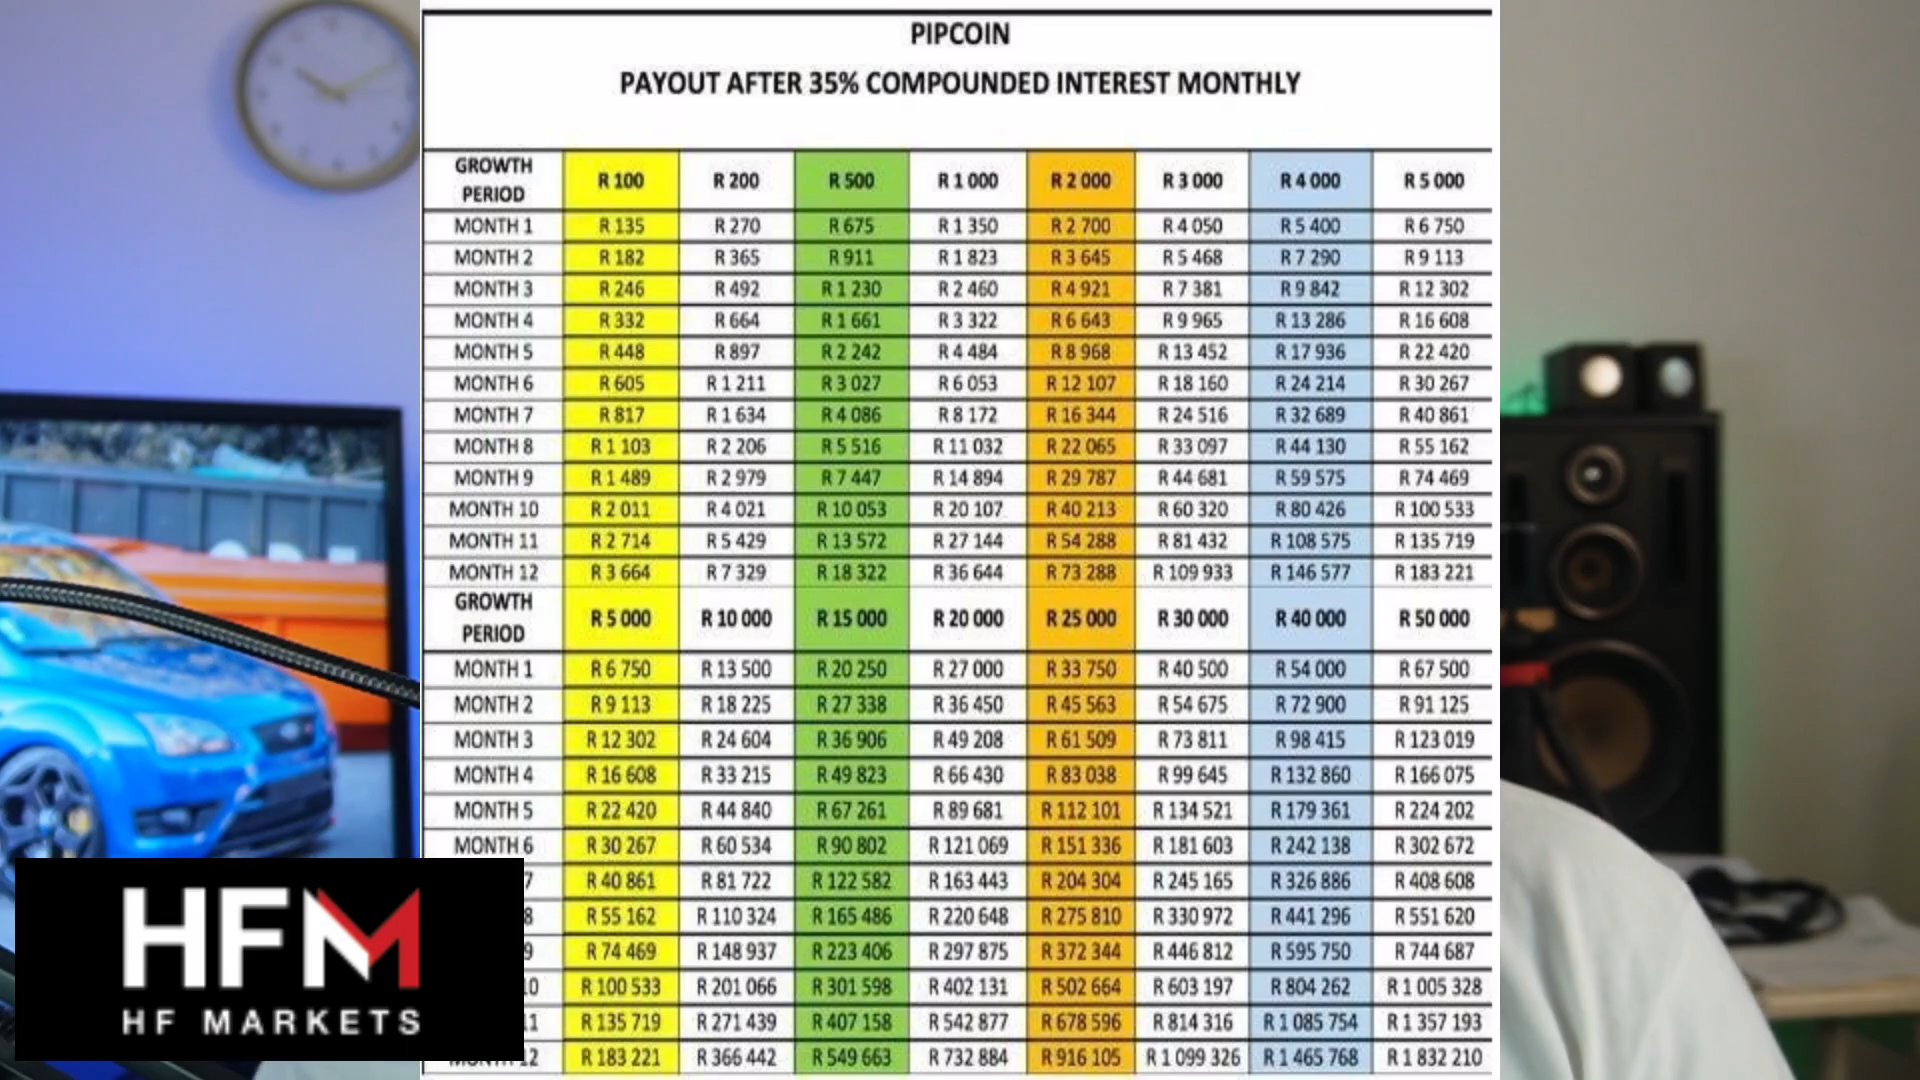 PIPCOIN
PAYOUT AFTER 35% COMPOUNDED INTEREST MONTHLY
GROWTH PERIOD R 100 R 200 R 500 R 1 000 R 2 000 R 3 000 R 4 000 R 5 000
MONTH 1 R 135 R 270 R 675 R 1 350 R 2 700 R 4 050 R 5 400 R 6 750
MONTH 2 R 182 R 365 R 911 R 1 823 R 3 645 R 5 468 R 7 290 R 9 113
MONTH 3 R 246 R 492 R 1 230 R 2 460 R 4 921 R 7 381 R 9 842 R 12 302
MONTH 4 R 332 R 664 R 1 661 R 3 322 R 6 643 R 9 965 R 13 286 R 16 608
MONTH 5 R 448 R 897 R 2 242 R 4 484 R 8 968 R 13 452 R 17 936 R 22 420
MONTH 6 R 605 R 1 211 R 3 027 R 6 053 R 12 107 R 18 160 R 24 214 R 30 267
MONTH 7 R 817 R 1 634 R 4 086 R 8 172 R 16 344 R 24 516 R 32 689 R 40 861
MONTH 8 R 1 103 R 2 206 R 5 516 R 11 032 R 22 065 R 33 097 R 44 130 R 55 162
MONTH 9 R 1 489 R 2 979 R 7 447 R 14 894 R 29 787 R 44 681 R 59 575 R 74 469
MONTH 10 R 2 011 R 4 021 R 10 053 R 20 107 R 40 213 R 60 320 R 80 426 R 100 533
MONTH 11 R 2 714 R 5 429 R 13 572 R 27 144 R 54 288 R 81 432 R 108 575 R 135 719
MONTH 12 R 3 664 R 7 329 R 18 322 R 36 644 R 73 288 R 109 933 R 146 577 R 183 221
GROWTH PERIOD R 5 000 R 10 000 R 15 000 R 20 000 R 25 000 R 30 000 R 40 000 R 50 000
MONTH 1 R 6 750 R 13 500 R 20 250 R 27 000 R 33 750 R 40 500 R 54 000 R 67 500
MONTH 2 R 9 113 R 18 225 R 27 338 R 36 450 R 45 563 R 54 675 R 72 900 R 91 125
MONTH 3 R 12 302 R 24 604 R 36 906 R 49 208 R 61 509 R 73 811 R 98 415 R 123 019
MONTH 4 R 16 608 R 33 215 R 49 823 R 66 430 R 83 038 R 99 645 R 132 860 R 166 075
MONTH 5 R 22 420 R 44 840 R 67 261 R 89 681 R 112 101 R 134 521 R 179 361 R 224 202
MONTH 6 R 30 267 R 60 534 R 90 802 R 121 069 R 151 336 R 181 603 R 242 138 R 302 672
7 R 40 861 R 81 722 R 122 582 R 163 443 R 204 304 R 245 165 R 326 886 R 408 608
8 R 55 162 R 110 324 R 165 486 R 220 648 R 275 810 R 330 972 R 441 296 R 551 620
9 R 74 469 R 148 937 R 223 406 R 297 875 R 372 344 R 446 812 R 595 750 R 744 687
10 R 100 533 R 201 066 R 301 598 R 402 131 R 502 664 R 603 197 R 804 262 R 1 005 328
11 R 135 719 R 271 439 R 407 158 R 542 877 R 678 596 R 814 316 R 1 085 754 R 1 357 193
12 R 183 221 R 366 442 R 549 663 R 732 884 R 916 105 R 1 099 326 R 1 465 768 R 1 832 210
HFM
HF MARKETS